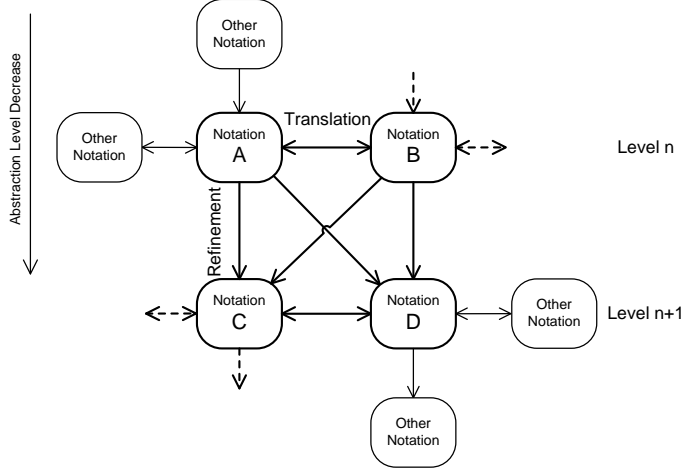 Other
Notation
Abstraction Level Decrease
Translation
Other
Notation
Notation
A
Notation
B
Level n
Refinement
Notation
C
Notation
D
Other
Notation
Level n+1
Other
Notation